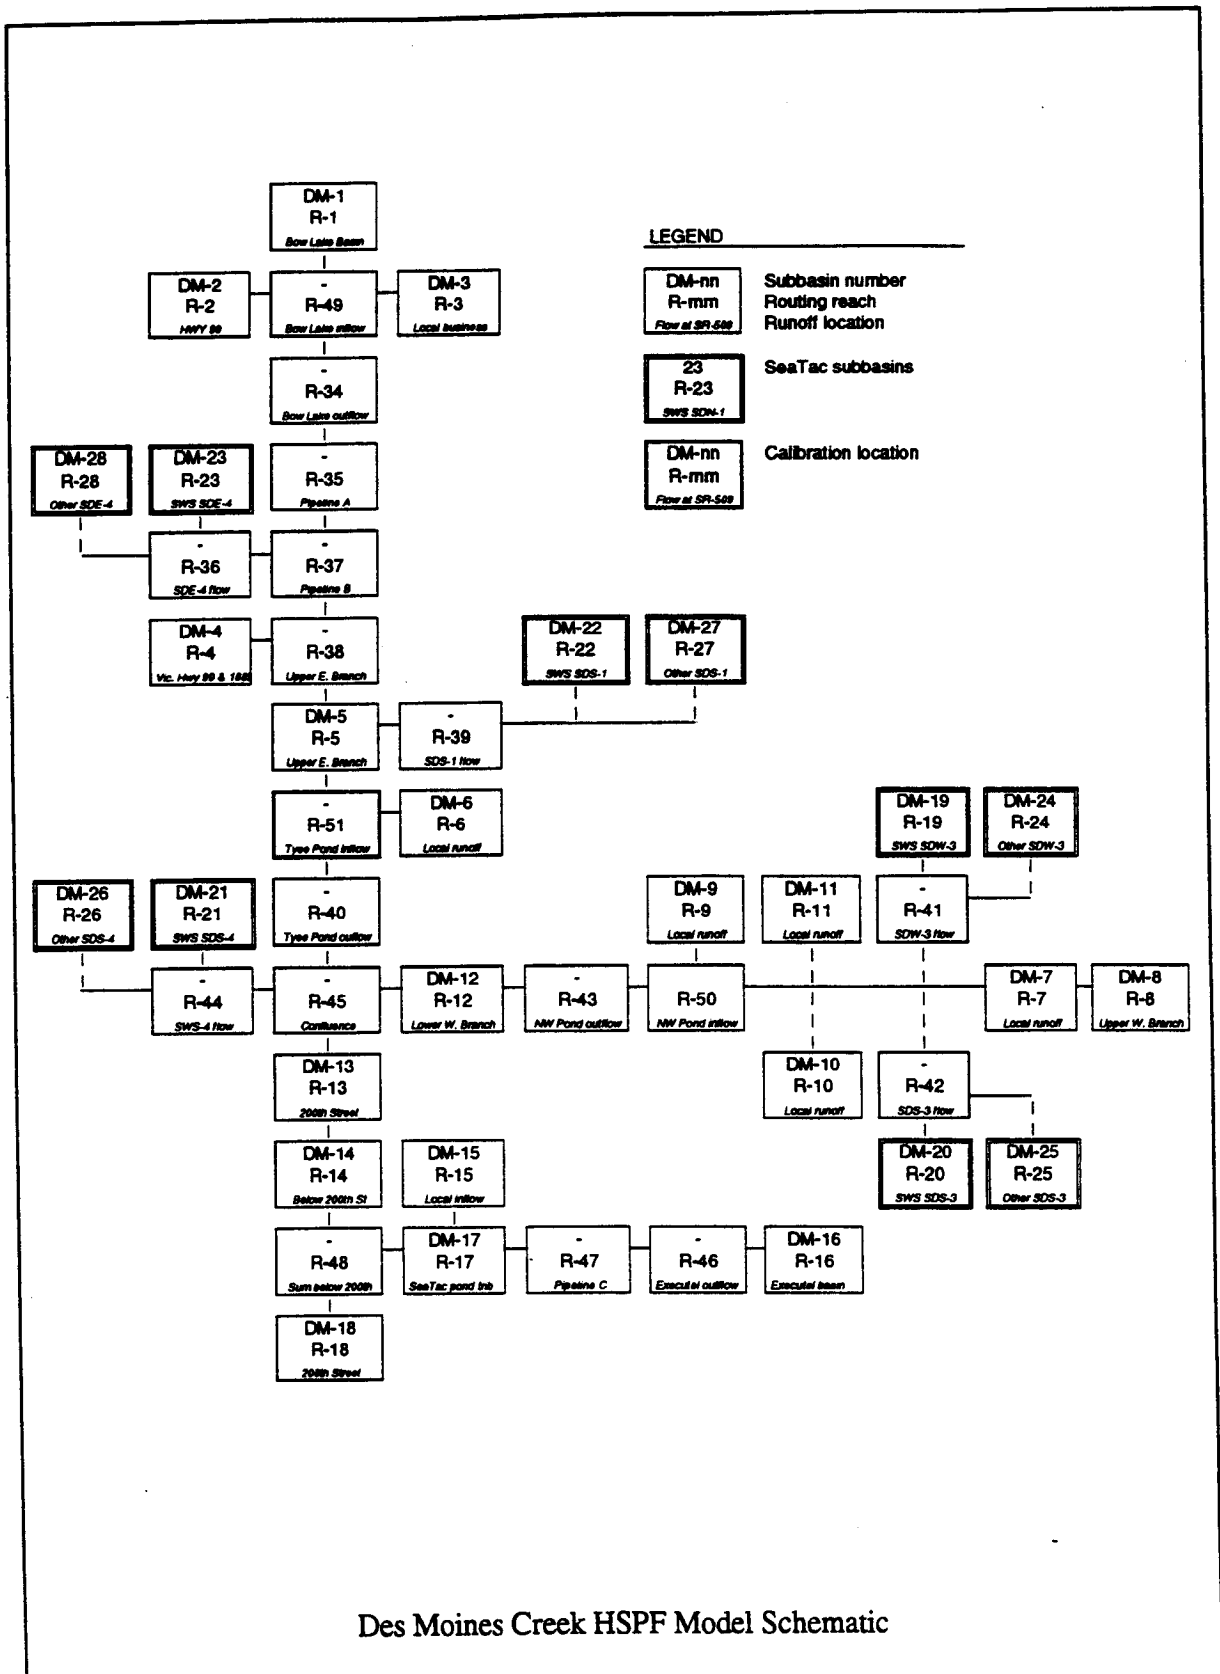 DM-1
R-1
Bow Lake Basin
DM-2
R-2
HWY 99
-
R-49
Bow Lake inflow
DM-3
R-3
Local business
LEGEND
DM-nn
R-mm
Flow at SR-509
Subbasin number
Routing reach
Runoff location
23
R-23
SWS SDN-1
SeaTac subbasins
DM-nn
R-mm
Flow at SR-509
Calibration location
-
R-34
Bow Lake outflow
DM-28
R-28
Other SDE-4
DM-23
R-23
SWS SDE-4
-
R-35
Pipeline A
-
R-36
SDE-4 flow
-
R-37
Pipeline B
DM-4
R-4
Vic. Hwy 99 &
-
R-38
Upper E. Branch
DM-22
R-22
SWS SDS-1
DM-27
R-27
Other SDS-1
DM-5
R-5
Upper E. Branch
-
R-39
SDS-1 flow
-
R-51
Tyee Pond inflow
DM-6
R-6
Local runoff
DM-19
R-19
SWS SDW-3
DM-24
R-24
Other SDW-3
DM-26
R-26
Other SDS-4
DM-21
R-21
SWS SDS-4
-
R-40
Tyee Pond outflow
DM-9
R-9
Local runoff
DM-11
R-11
Local runoff
-
R-41
SDW-3 flow
-
R-44
SWS-4 flow
-
R-45
Confluence
DM-12
R-12
Lower W. Branch
-
R-43
NW Pond outflow
-
R-50
NW Pond inflow
DM-7
R-7
Local runoff
DM-8
R-8
Upper W. Branch
DM-13
R-13
200th Street
DM-10
R-10
Local runoff
-
R-42
SDS-3 flow
DM-14
R-14
Below 200th St
DM-15
R-15
Local inflow
DM-20
R-20
SWS SDS-3
DM-25
R-25
Other SDS-3
-
R-48
Sum below 200th
DM-17
R-17
SeaTac pond trib
-
R-47
Pipeline C
-
R-46
Executel outflow
DM-16
R-16
Executel basin
DM-18
R-18
208th Street
Des Moines Creek HSPF Model Schematic